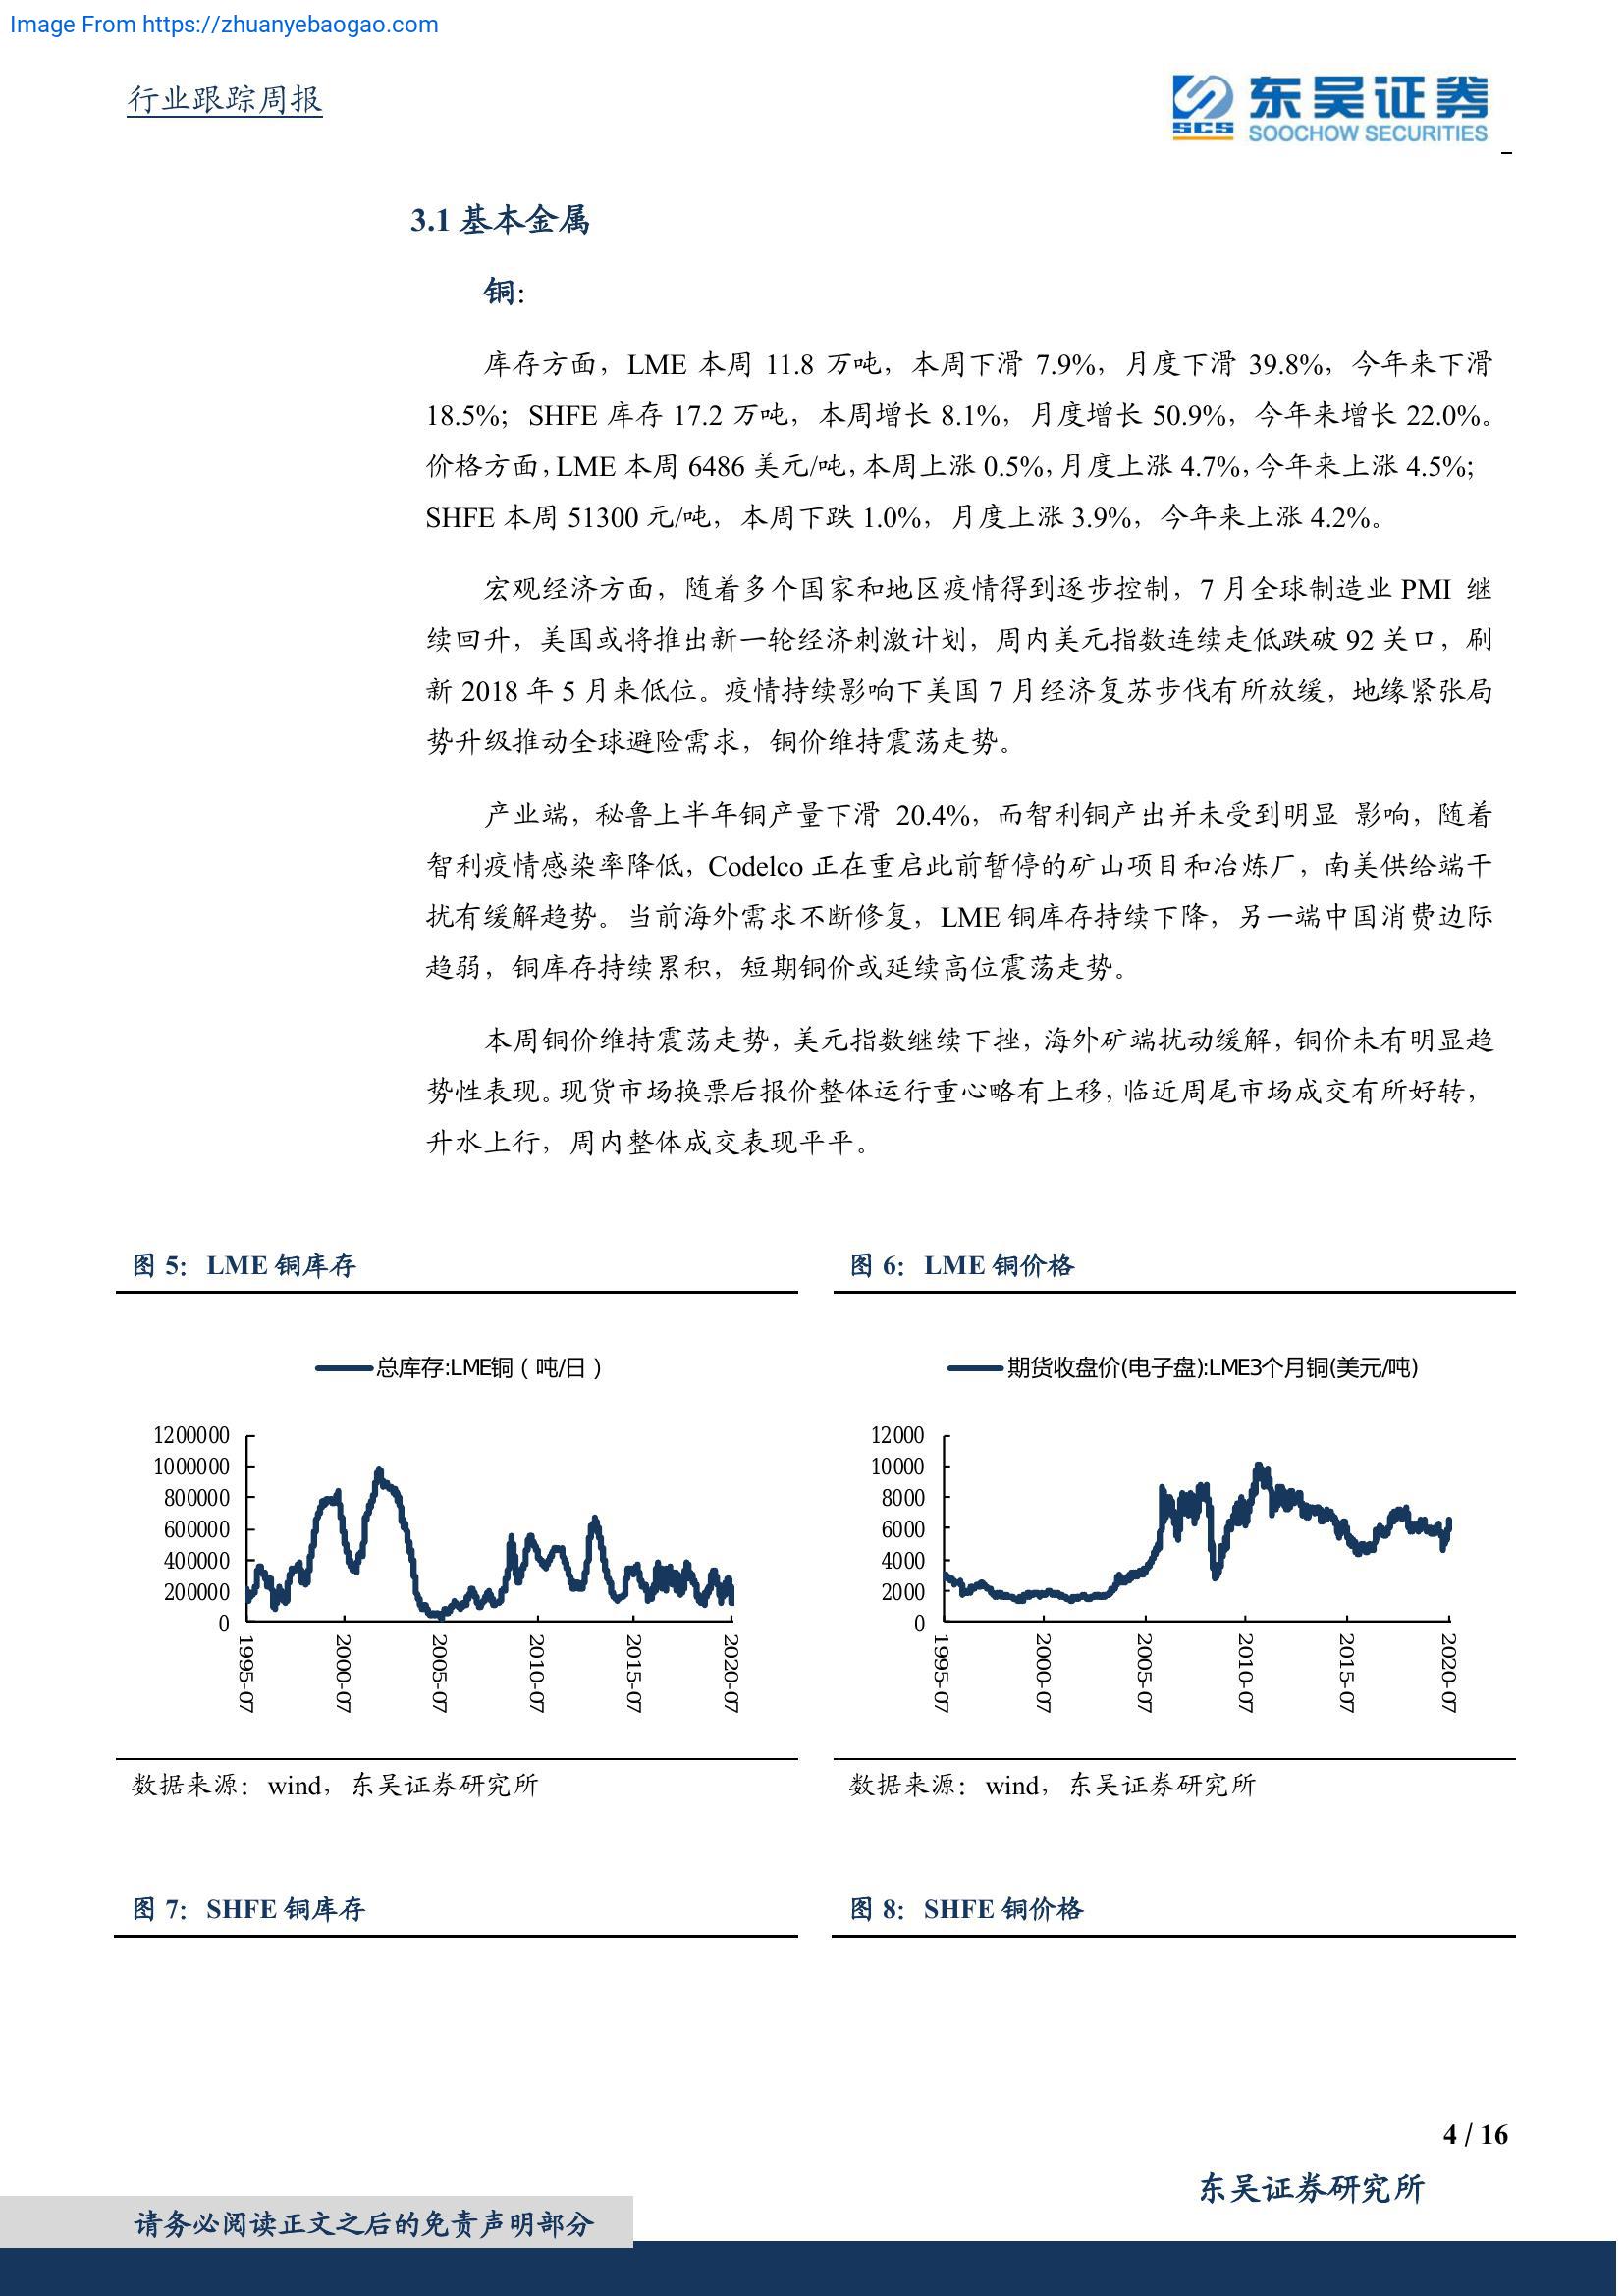 Image From https://zhuanyebaogao.com
行业跟踪周报
SCS
东吴证券
SOOCHOW SECURITIES
3.1 基本金属
铜：
库存方面，LME 本周 11.8 万吨，本周下滑 7.9%，月度下滑 39.8%，今年来下滑
18.5%；SHFE 库存 17.2 万吨，本周增长 8.1%，月度增长 50.9%，今年来增长 22.0%。
价格方面，LME 本周 6486 美元/吨，本周上涨 0.5%，月度上涨 4.7%，今年来上涨 4.5%；
SHFE 本周 51300 元/吨，本周下跌 1.0%，月度上涨 3.9%，今年来上涨 4.2%。
宏观经济方面，随着多个国家和地区疫情得到逐步控制，7 月全球制造业 PMI 继
续回升，美国或将推出新一轮经济刺激计划，周内美元指数连续走低跌破 92 关口，刷
新 2018 年 5 月来低位。疫情持续影响下美国 7 月经济复苏步伐有所放缓，地缘紧张局
势升级推动全球避险需求，铜价维持震荡走势。
产业端，秘鲁上半年铜产量下滑 20.4%，而智利铜产出并未受到明显 影响，随着
智利疫情感染率降低，Codelco 正在重启此前暂停的矿山项目和冶炼厂，南美供给端干
扰有缓解趋势。当前海外需求不断修复，LME 铜库存持续下降，另一端中国消费边际
趋弱，铜库存持续累积，短期铜价或延续高位震荡走势。
本周铜价维持震荡走势，美元指数继续下挫，海外矿端扰动缓解，铜价未有明显趋
势性表现。现货市场换票后报价整体运行重心略有上移，临近周尾市场成交有所好转，
升水上行，周内整体成交表现平平。
图 5： LME 铜库存
总库存:LME铜（吨/日）
1200000
1000000
800000
600000
400000
200000
0
1995-07
2000-07
2005-07
2010-07
2015-07
2020-07
数据来源：wind，东吴证券研究所
图 6： LME 铜价格
期货收盘价(电子盘):LME3个月铜(美元/吨)
12000
10000
8000
6000
4000
2000
0
1995-07
2000-07
2005-07
2010-07
2015-07
2020-07
数据来源：wind，东吴证券研究所
图 7： SHFE 铜库存
图 8： SHFE 铜价格
4 / 16
东吴证券研究所
请务必阅读正文之后的免责声明部分